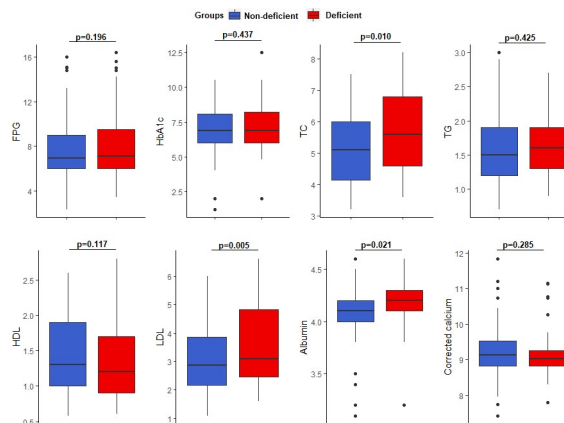 Groups Non-deficient Deficient
p=0.196
p=0.437
p=0.010
p=0.425
FPG
16
12
8
4
HbA1c
12.5
10.0
7.5
5.0
2.5
TC
8
7
6
5
4
3
TG
3.0
2.5
2.0
1.5
1.0
p=0.117
p=0.005
p=0.021
p=0.285
HDL
2.5
2.0
1.5
1.0
0.5
LDL
6
5
4
3
2
1
Albumin
4.5
4.0
3.5
Corrected calcium
12
11
10
9
8